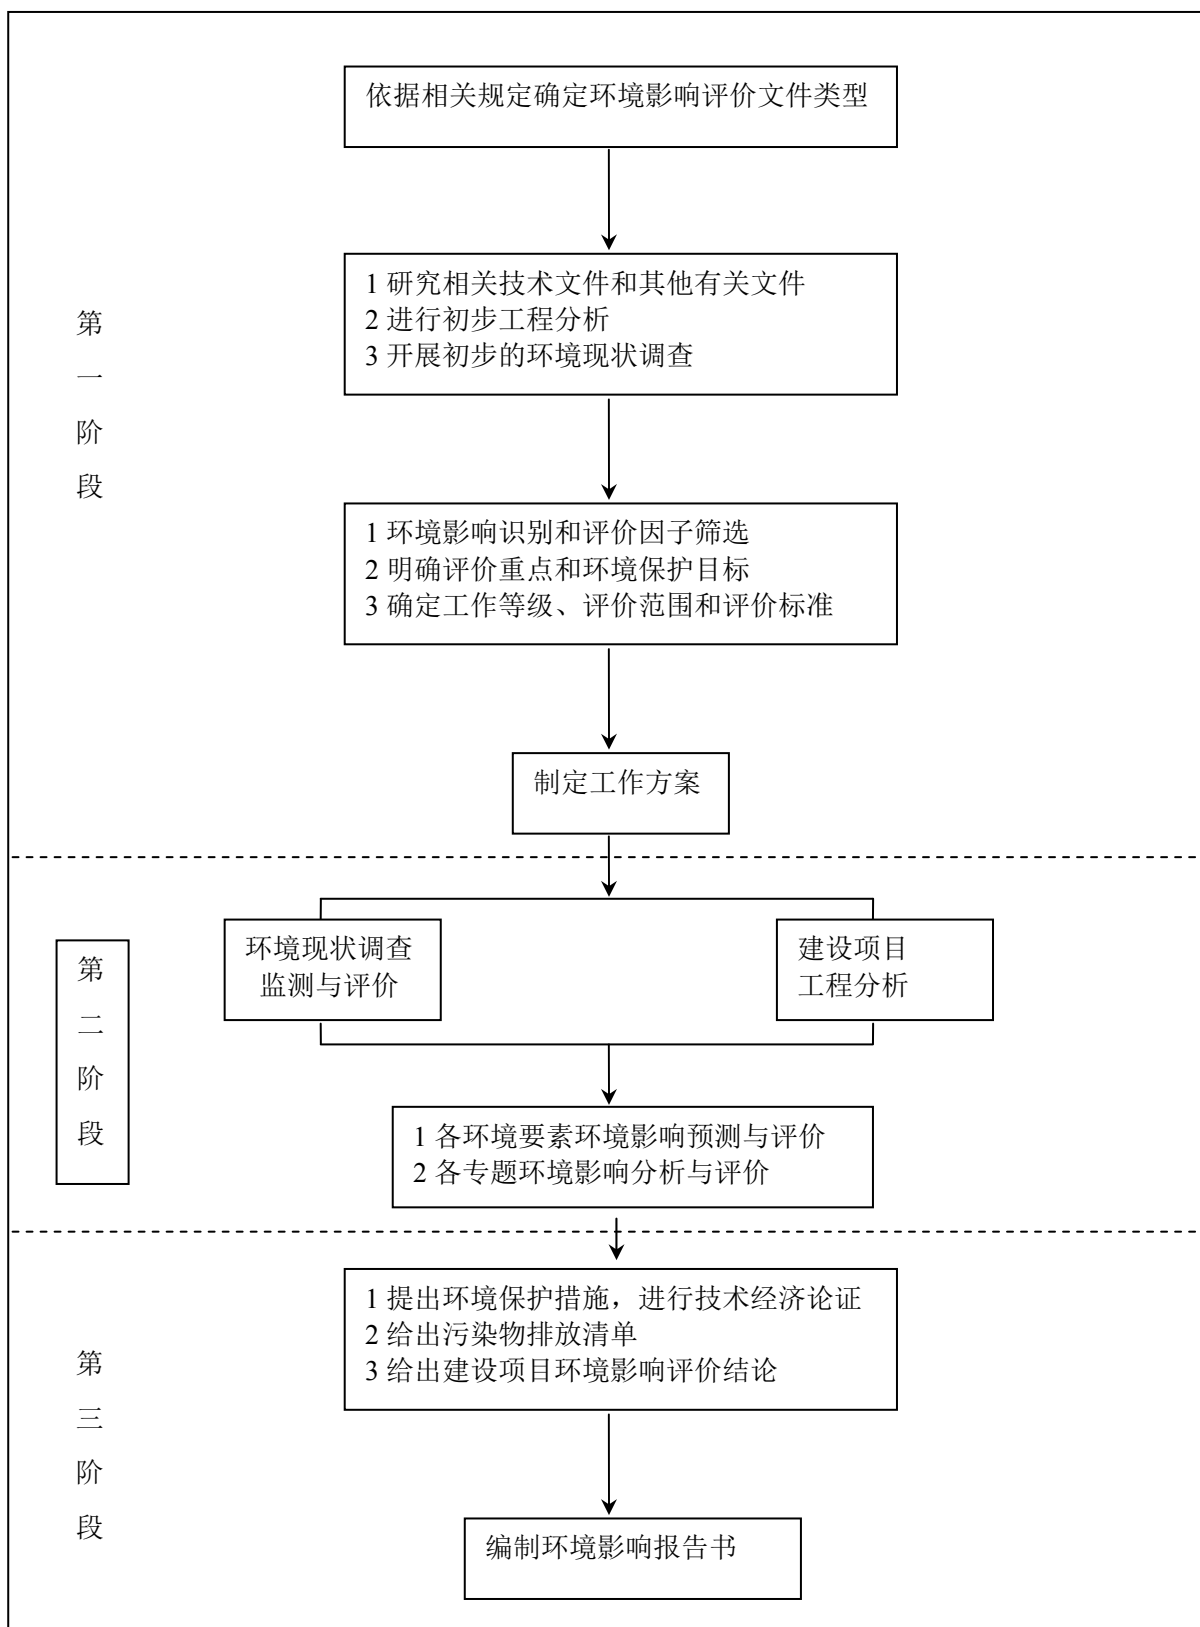 依据相关规定确定环境影响评价文件类型
1 研究相关技术文件和其他有关文件
2 进行初步工程分析
3 开展初步的环境现状调查
第
一
阶
段
1 环境影响识别和评价因子筛选
2 明确评价重点和环境保护目标
3 确定工作等级、评价范围和评价标准
制定工作方案
环境现状调查
监测与评价
建设项目
工程分析
第
二
阶
段
1 各环境要素环境影响预测与评价
2 各专题环境影响分析与评价
1 提出环境保护措施，进行技术经济论证
2 给出污染物排放清单
3 给出建设项目环境影响评价结论
第
三
阶
段
编制环境影响报告书